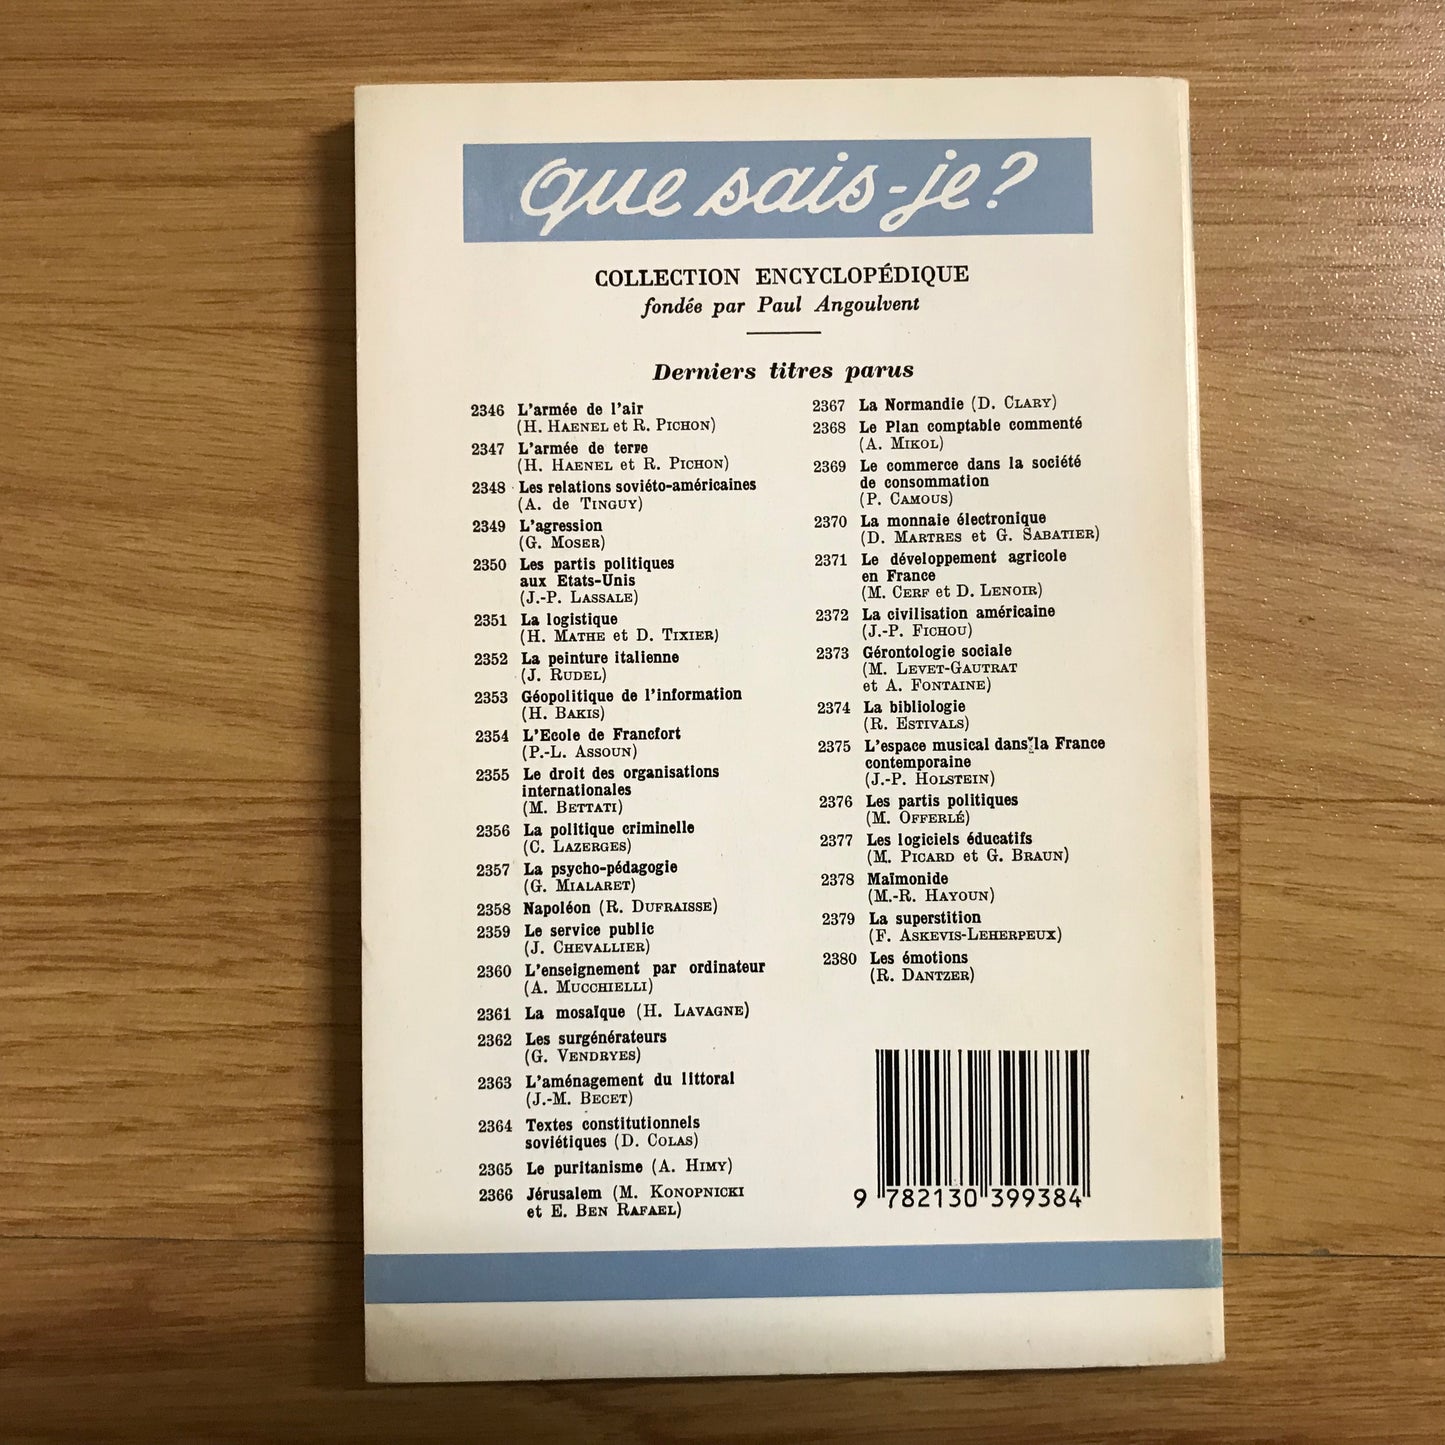 que sais-je?
COLLECTION ENCYCLOPÉDIQUE
fondée par Paul Angoulvent
Derniers titres parus
2346 L'armée de l'air
(H. HAENEL et R. PICHON)
2347 L'armée de terre
(H. HAENEL et R. PICHON)
2348 Les relations soviéto-américaines
(A. de TINGUY)
2349 L'agression
(G. MOSER)
2350 Les partis politiques
aux Etats-Unis
(J.-P. LASSALE)
2351 La logistique
(H. MATHE et D. TIXIER)
2352 La peinture italienne
(J. RUDEL)
2353 Géopolitique de l'information
(H. BAKIS)
2354 L'Ecole de Francfort
(P.-L. ASSOUN)
2355 Le droit des organisations
internationales
(M. BETTATI)
2356 La politique criminelle
(C. LAZERGES)
2357 La psycho-pédagogie
(G. MIALARET)
2358 Napoléon (R. DUFRAISSE)
2359 Le service public
(J. CHEVALLIER)
2360 L'enseignement par ordinateur
(A. MUCCHIELLI)
2361 La mosaïque (H. LAVAGNE)
2362 Les surgénérateurs
(G. VENDRYES)
2363 L'aménagement du littoral
(J.-M. BECET)
2364 Textes constitutionnels
soviétiques (D. COLAS)
2365 Le puritanisme (A. HIMY)
2366 Jérusalem (M. KONOPNICKI
et E. BEN RAFAEL)
2367 La Normandie (D. CLARY)
2368 Le Plan comptable commenté
(A. MIKOL)
2369 Le commerce dans la société
de consommation
(P. CAMOUS)
2370 La monnaie électronique
(D. MARTRES et G. SABATIER)
2371 Le développement agricole
en France
(M. CERF et D. LENOIR)
2372 La civilisation américaine
(J.-P. FICHOU)
2373 Gérontologie sociale
(M. LEVET-GAUTRAT
et A. FONTAINE)
2374 La bibliologie
(R. ESTIVALS)
2375 L'espace musical dans la France
contemporaine
(J.-P. HOLSTEIN)
2376 Les partis politiques
(M. OFFERLÉ)
2377 Les logiciels éducatifs
(M. PICARD et G. BRAUN)
2378 Maïmonide
(M.-R. HAYOUN)
2379 La superstition
(F. ASKEVIS-LEHERPEUX)
2380 Les émotions
(R. DANTZER)
9 782130 399384